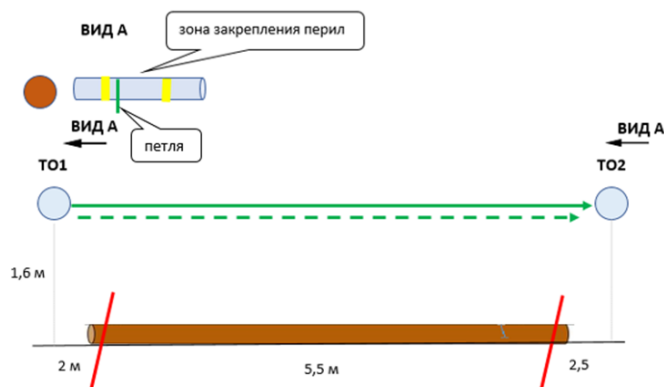 ВИД А
зона закрепления перил
ВИД А
петля
ВИД А
ТО1
ТО2
1,6 м
2 м
5,5 м
2,5